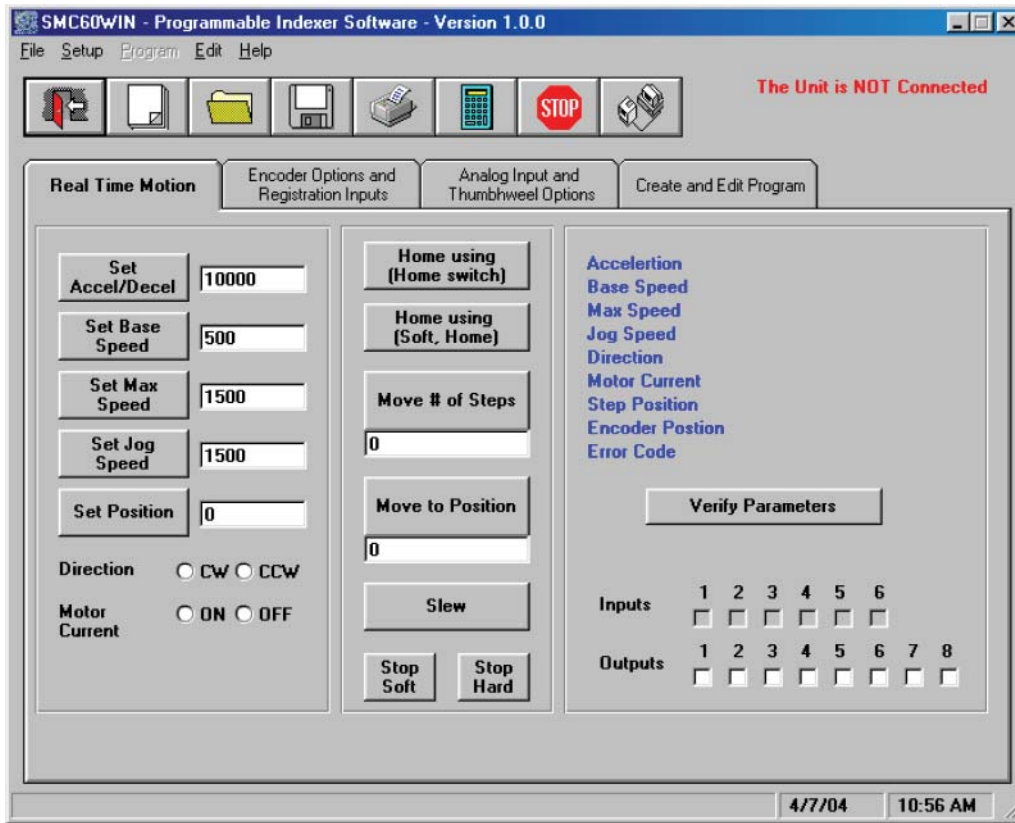 SMC60WIN - Programmable Indexer Software - Version 1.0.0
File Setup Program Edit Help
STOP
The Unit is NOT Connected
Real Time Motion
Encoder Options and
Registration Inputs
Analog Input and
Thumbhweel Options
Create and Edit Program
Set
Accel/Decel
10000
Set Base
Speed
500
Set Max
Speed
1500
Set Jog
Speed
1500
Set Position
0
Direction CW CCW
Motor
Current
ON OFF
Home using
(Home switch)
Home using
(Soft, Home)
Move # of Steps
0
Move to Position
0
Slew
Stop
Soft
Stop
Hard
Accelertion
Base Speed
Max Speed
Jog Speed
Direction
Motor Current
Step Position
Encoder Postion
Error Code
Verify Parameters
1 2 3 4 5 6
Inputs
1 2 3 4 5 6 7 8
Outputs
4/7/04
10:56 AM